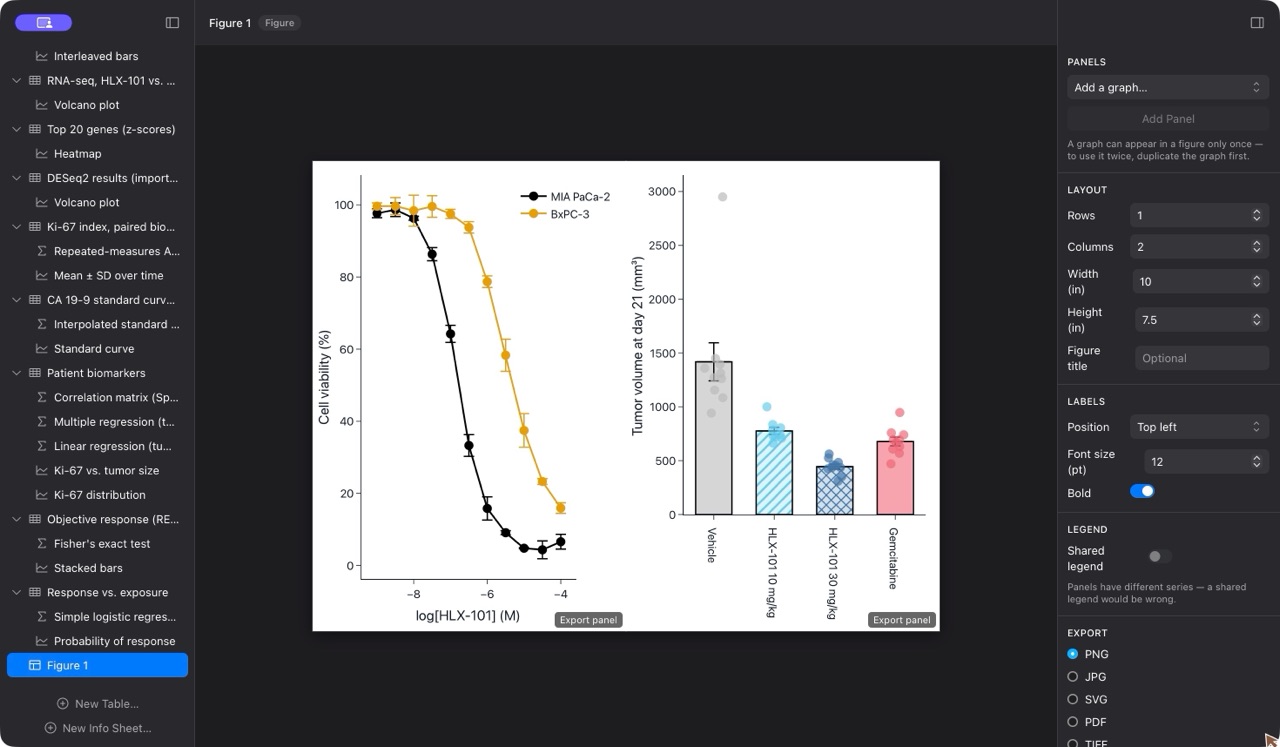 Interleaved bars
RNA-seq, HLX-101 vs. ...
Volcano plot
Top 20 genes (z-scores)
Heatmap
DESeq2 results (import...
Volcano plot
Ki-67 index, paired bio...
Repeated-measures A...
Mean ± SD over time
CA 19-9 standard curv...
Interpolated standard ...
Standard curve
Patient biomarkers
Correlation matrix (Sp...
Multiple regression (t...
Linear regression (tu...
Ki-67 vs. tumor size
Ki-67 distribution
Objective response (RE...
Fisher's exact test
Stacked bars
Response vs. exposure
Simple logistic regres...
Probability of response
Figure 1
New Table...
New Info Sheet...
Figure 1 Figure
Cell viability (%)
100
80
60
40
20
0
−8 −6 −4
log[HLX-101] (M)
MIA PaCa-2
BxPC-3
Export panel
Tumor volume at day 21 (mm³)
3000
2500
2000
1500
1000
500
0
Vehicle
HLX-101 10 mg/kg
HLX-101 30 mg/kg
Gemcitabine
Export panel
PANELS
Add a graph...
Add Panel
A graph can appear in a figure only once —
to use it twice, duplicate the graph first.
LAYOUT
Rows 1
Columns 2
Width
(in) 10
Height
(in) 7.5
Figure
title Optional
LABELS
Position Top left
Font size
(pt) 12
Bold
LEGEND
Shared
legend
Panels have different series — a shared
legend would be wrong.
EXPORT
PNG
JPG
SVG
PDF
TIFF